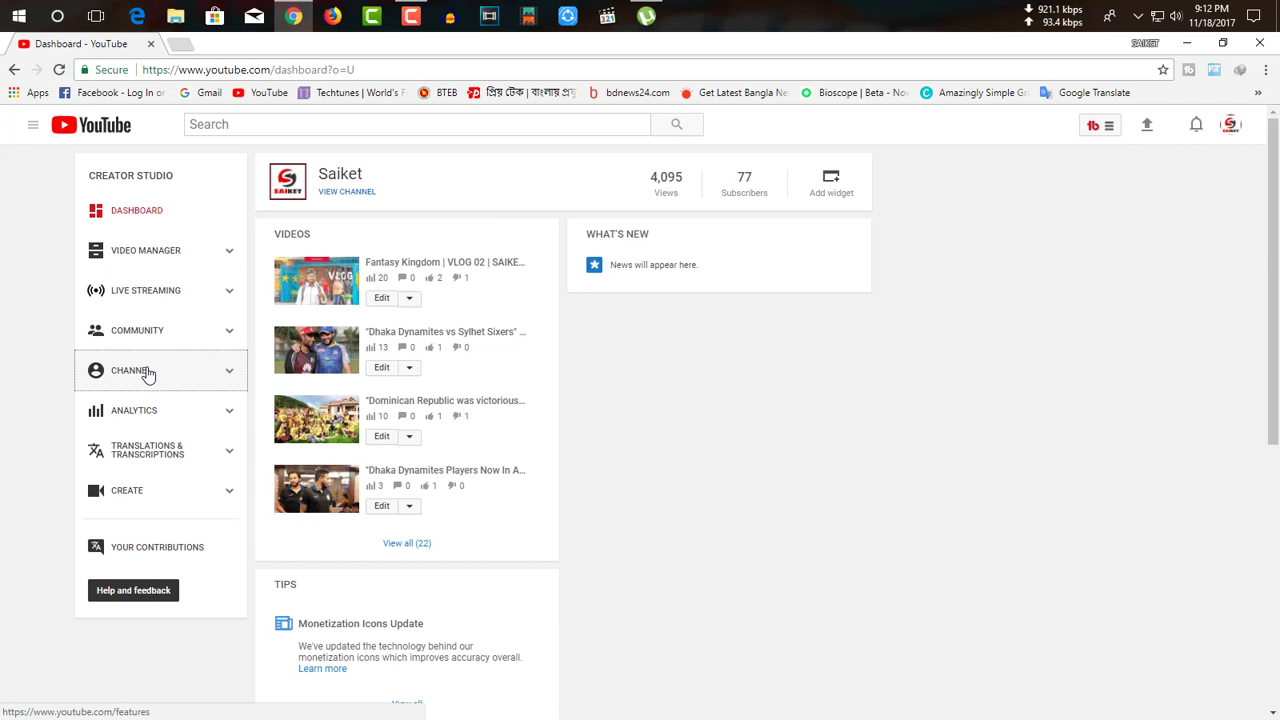 921.1 kbps
93.4 kbps
9:12 PM
11/18/2017
Dashboard - YouTube
SAIKET
Secure
https://www.youtube.com/dashboard?o=U
Apps
Facebook - Log In or
Gmail
YouTube
Techtunes | World's F
BTEB
প্রিয় টেক | বাংলায় প্রযু
bdnews24.com
Get Latest Bangla Ne
Bioscope | Beta - Nov
Amazingly Simple Gr
Google Translate
YouTube
Search
CREATOR STUDIO
DASHBOARD
VIDEO MANAGER
LIVE STREAMING
COMMUNITY
CHANNEL
ANALYTICS
TRANSLATIONS &
TRANSCRIPTIONS
CREATE
YOUR CONTRIBUTIONS
Help and feedback
SAIKET
Saiket
VIEW CHANNEL
4,095
Views
77
Subscribers
Add widget
VIDEOS
Fantasy Kingdom | VLOG 02 | SAIKE...
20 0 2 1
Edit
"Dhaka Dynamites vs Sylhet Sixers" ...
13 0 1 0
Edit
"Dominican Republic was victorious...
10 0 1 1
Edit
"Dhaka Dynamites Players Now In A...
3 0 1 0
Edit
View all (22)
WHAT'S NEW
News will appear here.
TIPS
Monetization Icons Update
We've updated the technology behind our
monetization icons which improves accuracy overall.
Learn more
View all
https://www.youtube.com/features